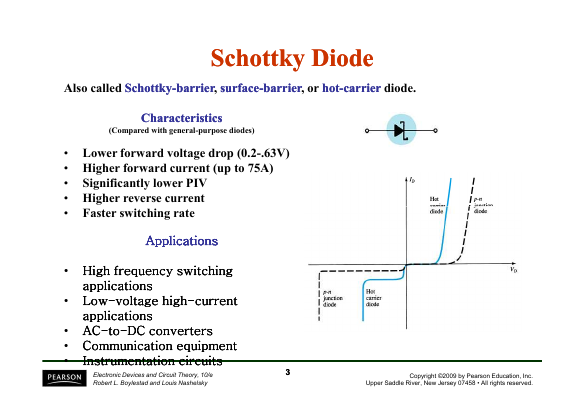 Schottky Diode
Also called Schottky-barrier, surface-barrier, or hot-carrier diode.
Characteristics
(Compared with general-purpose diodes)
• Lower forward voltage drop (0.2-.63V)
• Higher forward current (up to 75A)
• Significantly lower PIV
• Higher reverse current
• Faster switching rate
Applications
• High frequency switching
applications
• Low-voltage high-current
applications
• AC-to-DC converters
• Communication equipment
• Instrumentation circuits
I_D
Hot
carrier
diode
p-n
junction
diode
V_D
p-n
junction
diode
Hot
carrier
diode
PEARSON
Electronic Devices and Circuit Theory, 10/e
Robert L. Boylestad and Louis Nashelsky
3
Copyright ©2009 by Pearson Education, Inc.
Upper Saddle River, New Jersey 07458 • All rights reserved.